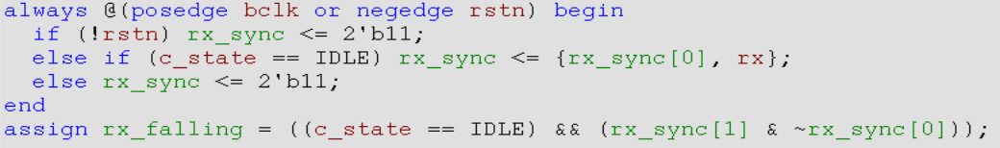 always @(posedge bclk or negedge rstn) begin
  if (!rstn) rx_sync <= 2'b11;
  else if (c_state == IDLE) rx_sync <= {rx_sync[0], rx};
  else rx_sync <= 2'b11;
end
assign rx_falling = ((c_state == IDLE) && (rx_sync[1] & ~rx_sync[0]));